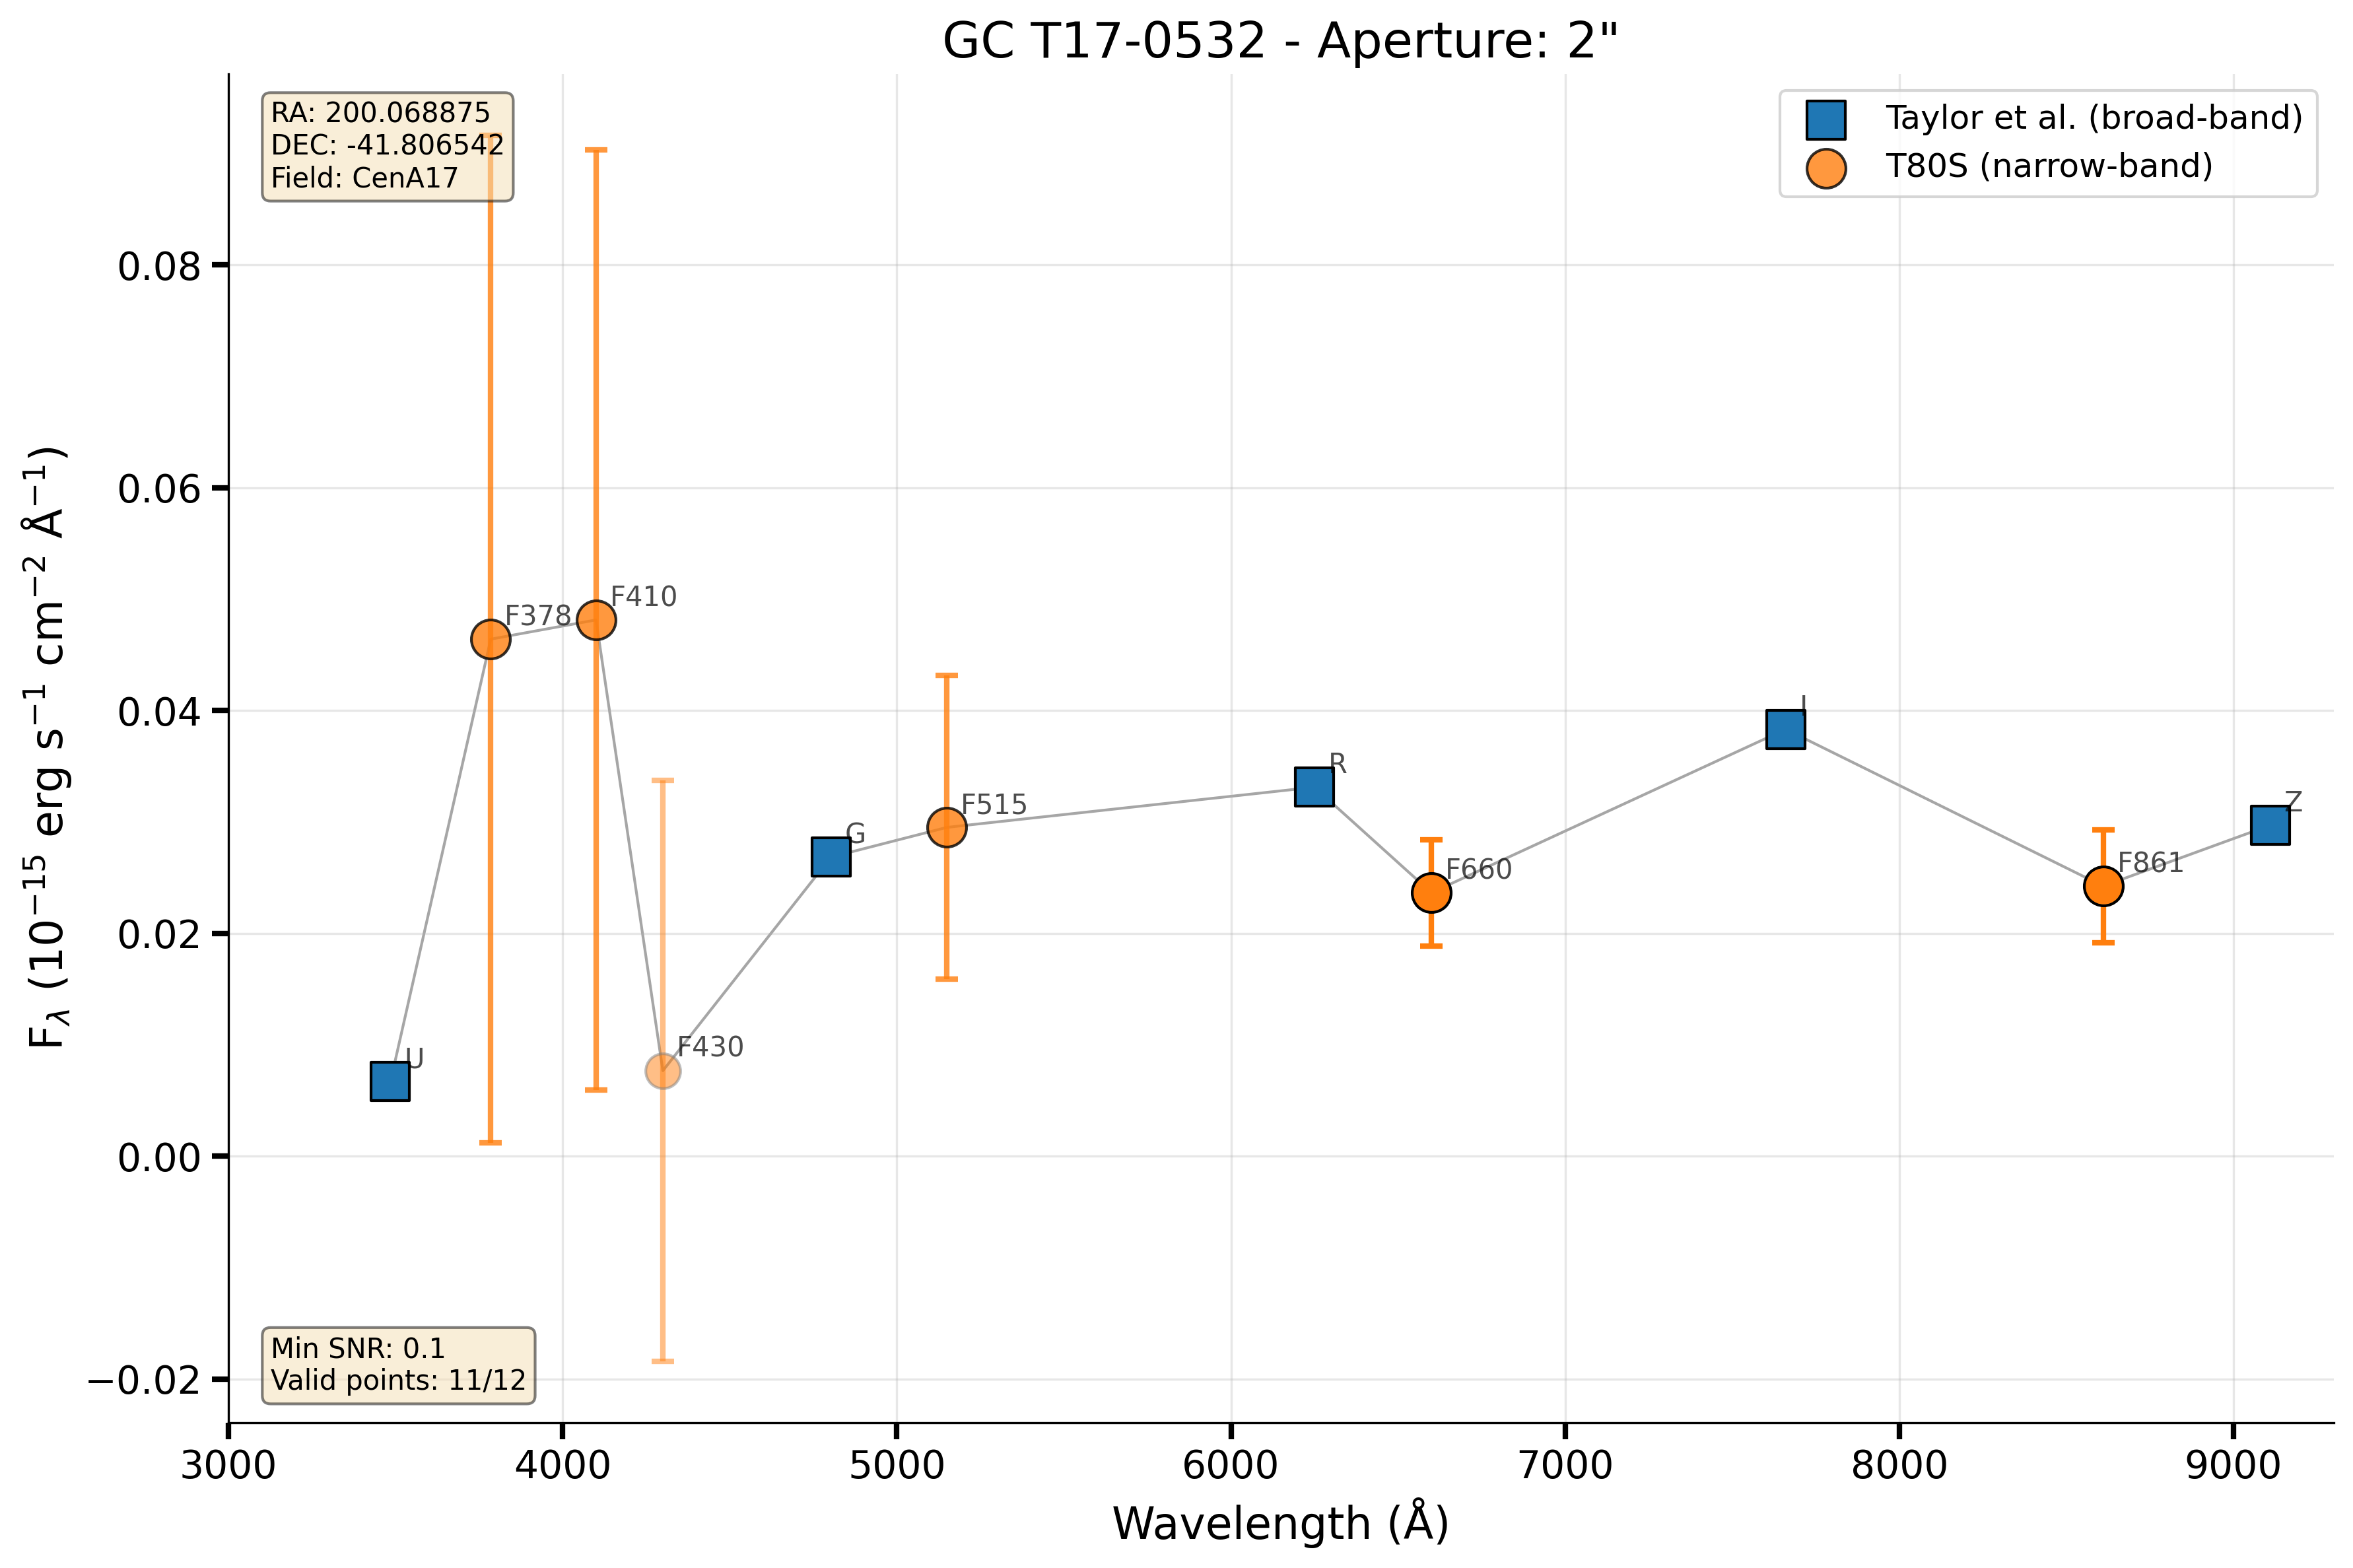 GC T17-0532 - Aperture: 2"
RA: 200.068875
DEC: -41.806542
Field: CenA17
Taylor et al. (broad-band)
T80S (narrow-band)
F_λ (10⁻¹⁵ erg s⁻¹ cm⁻² Å⁻¹)
0.08
0.06
0.04
0.02
0.00
−0.02
U
F378
F410
F430
G
F515
R
F660
I
F861
Z
Min SNR: 0.1
Valid points: 11/12
3000 4000 5000 6000 7000 8000 9000
Wavelength (Å)